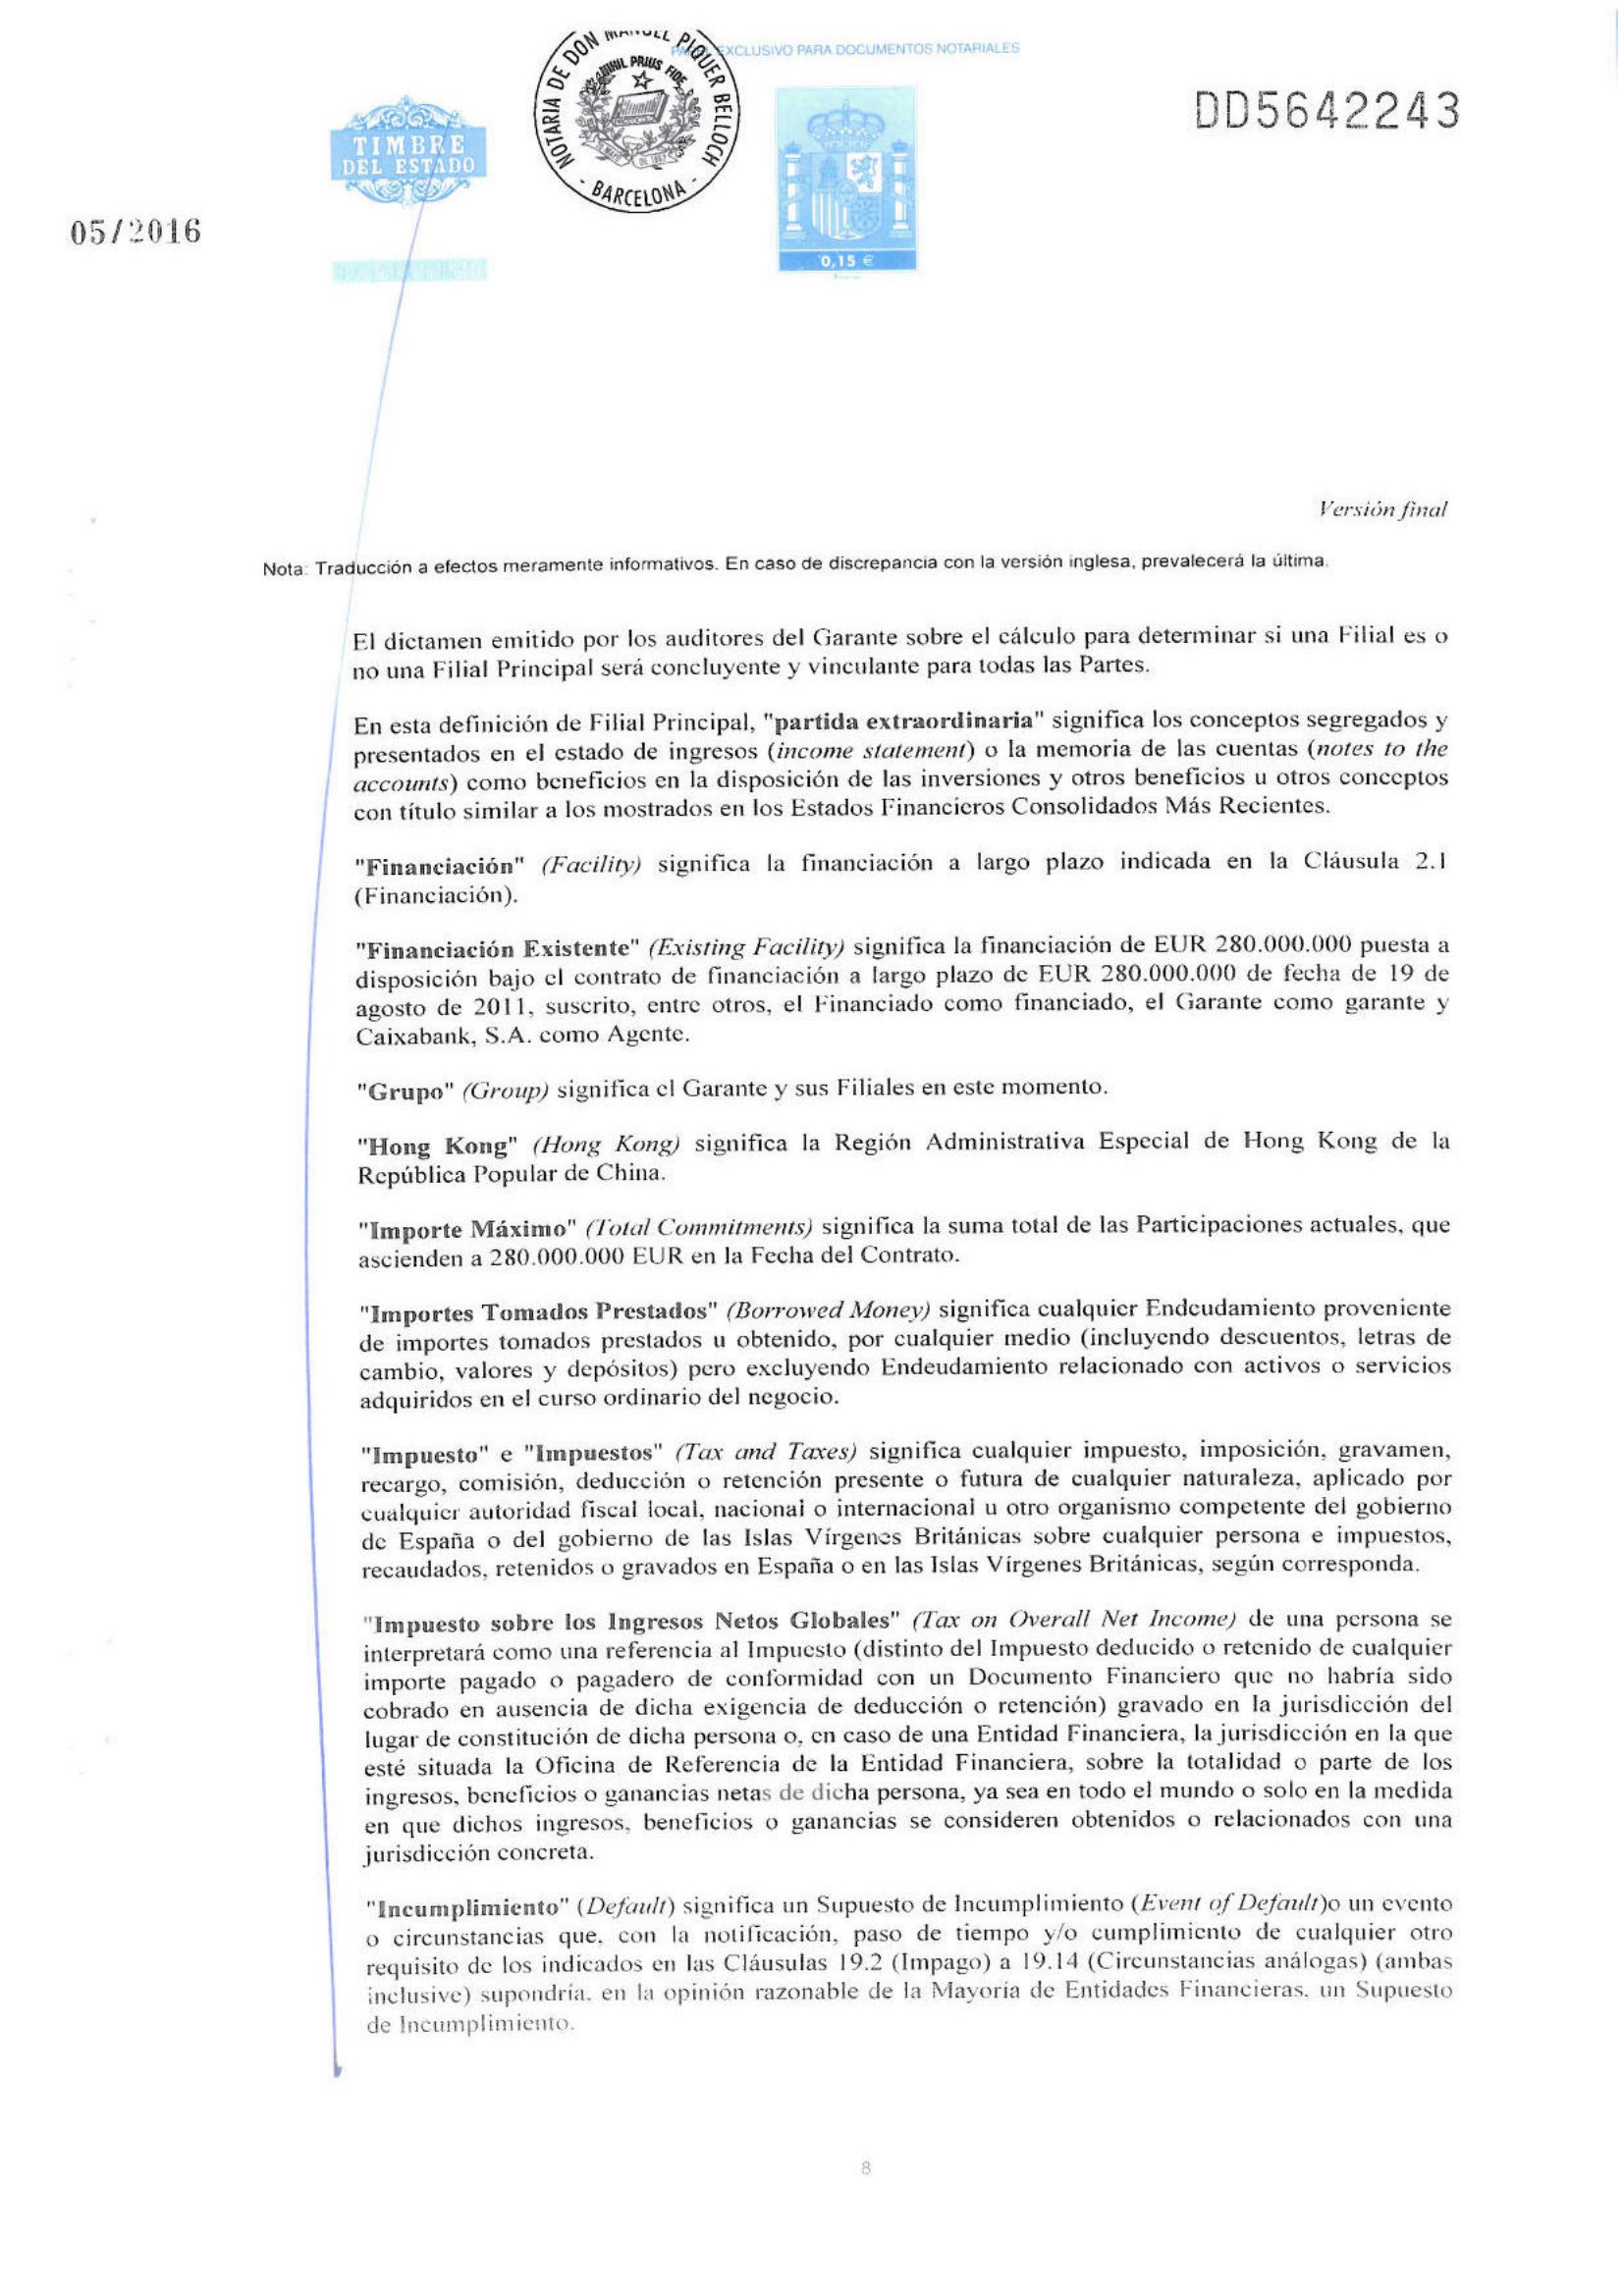 PAPEL EXCLUSIVO PARA DOCUMENTOS NOTARIALES
NOTARIA DE DON MANUEL PIQUER BELLOCH
NIHIL PRIUS FIDE
- BARCELONA -
TIMBRE
DEL ESTADO
0,15 €
DD5642243
05/2016
Versión final
Nota: Traducción a efectos meramente informativos. En caso de discrepancia con la versión inglesa, prevalecerá la última.
El dictamen emitido por los auditores del Garante sobre el cálculo para determinar si una Filial es o
no una Filial Principal será concluyente y vinculante para todas las Partes.
En esta definición de Filial Principal, "partida extraordinaria" significa los conceptos segregados y
presentados en el estado de ingresos (income statement) o la memoria de las cuentas (notes to the
accounts) como beneficios en la disposición de las inversiones y otros beneficios u otros conceptos
con título similar a los mostrados en los Estados Financieros Consolidados Más Recientes.
"Financiación" (Facility) significa la financiación a largo plazo indicada en la Cláusula 2.1
(Financiación).
"Financiación Existente" (Existing Facility) significa la financiación de EUR 280.000.000 puesta a
disposición bajo el contrato de financiación a largo plazo de EUR 280.000.000 de fecha de 19 de
agosto de 2011, suscrito, entre otros, el Financiado como financiado, el Garante como garante y
Caixabank, S.A. como Agente.
"Grupo" (Group) significa el Garante y sus Filiales en este momento.
"Hong Kong" (Hong Kong) significa la Región Administrativa Especial de Hong Kong de la
República Popular de China.
"Importe Máximo" (Total Commitments) significa la suma total de las Participaciones actuales, que
ascienden a 280.000.000 EUR en la Fecha del Contrato.
"Importes Tomados Prestados" (Borrowed Money) significa cualquier Endeudamiento proveniente
de importes tomados prestados u obtenido, por cualquier medio (incluyendo descuentos, letras de
cambio, valores y depósitos) pero excluyendo Endeudamiento relacionado con activos o servicios
adquiridos en el curso ordinario del negocio.
"Impuesto" e "Impuestos" (Tax and Taxes) significa cualquier impuesto, imposición, gravamen,
recargo, comisión, deducción o retención presente o futura de cualquier naturaleza, aplicado por
cualquier autoridad fiscal local, nacional o internacional u otro organismo competente del gobierno
de España o del gobierno de las Islas Vírgenes Británicas sobre cualquier persona e impuestos,
recaudados, retenidos o gravados en España o en las Islas Vírgenes Británicas, según corresponda.
"Impuesto sobre los Ingresos Netos Globales" (Tax on Overall Net Income) de una persona se
interpretará como una referencia al Impuesto (distinto del Impuesto deducido o retenido de cualquier
importe pagado o pagadero de conformidad con un Documento Financiero que no habría sido
cobrado en ausencia de dicha exigencia de deducción o retención) gravado en la jurisdicción del
lugar de constitución de dicha persona o, en caso de una Entidad Financiera, la jurisdicción en la que
esté situada la Oficina de Referencia de la Entidad Financiera, sobre la totalidad o parte de los
ingresos, beneficios o ganancias netas de dicha persona, ya sea en todo el mundo o solo en la medida
en que dichos ingresos, beneficios o ganancias se consideren obtenidos o relacionados con una
jurisdicción concreta.
"Incumplimiento" (Default) significa un Supuesto de Incumplimiento (Event of Default)o un evento
o circunstancias que, con la notificación, paso de tiempo y/o cumplimiento de cualquier otro
requisito de los indicados en las Cláusulas 19.2 (Impago) a 19.14 (Circunstancias análogas) (ambas
inclusive) supondría, en la opinión razonable de la Mayoría de Entidades Financieras, un Supuesto
de Incumplimiento.
8